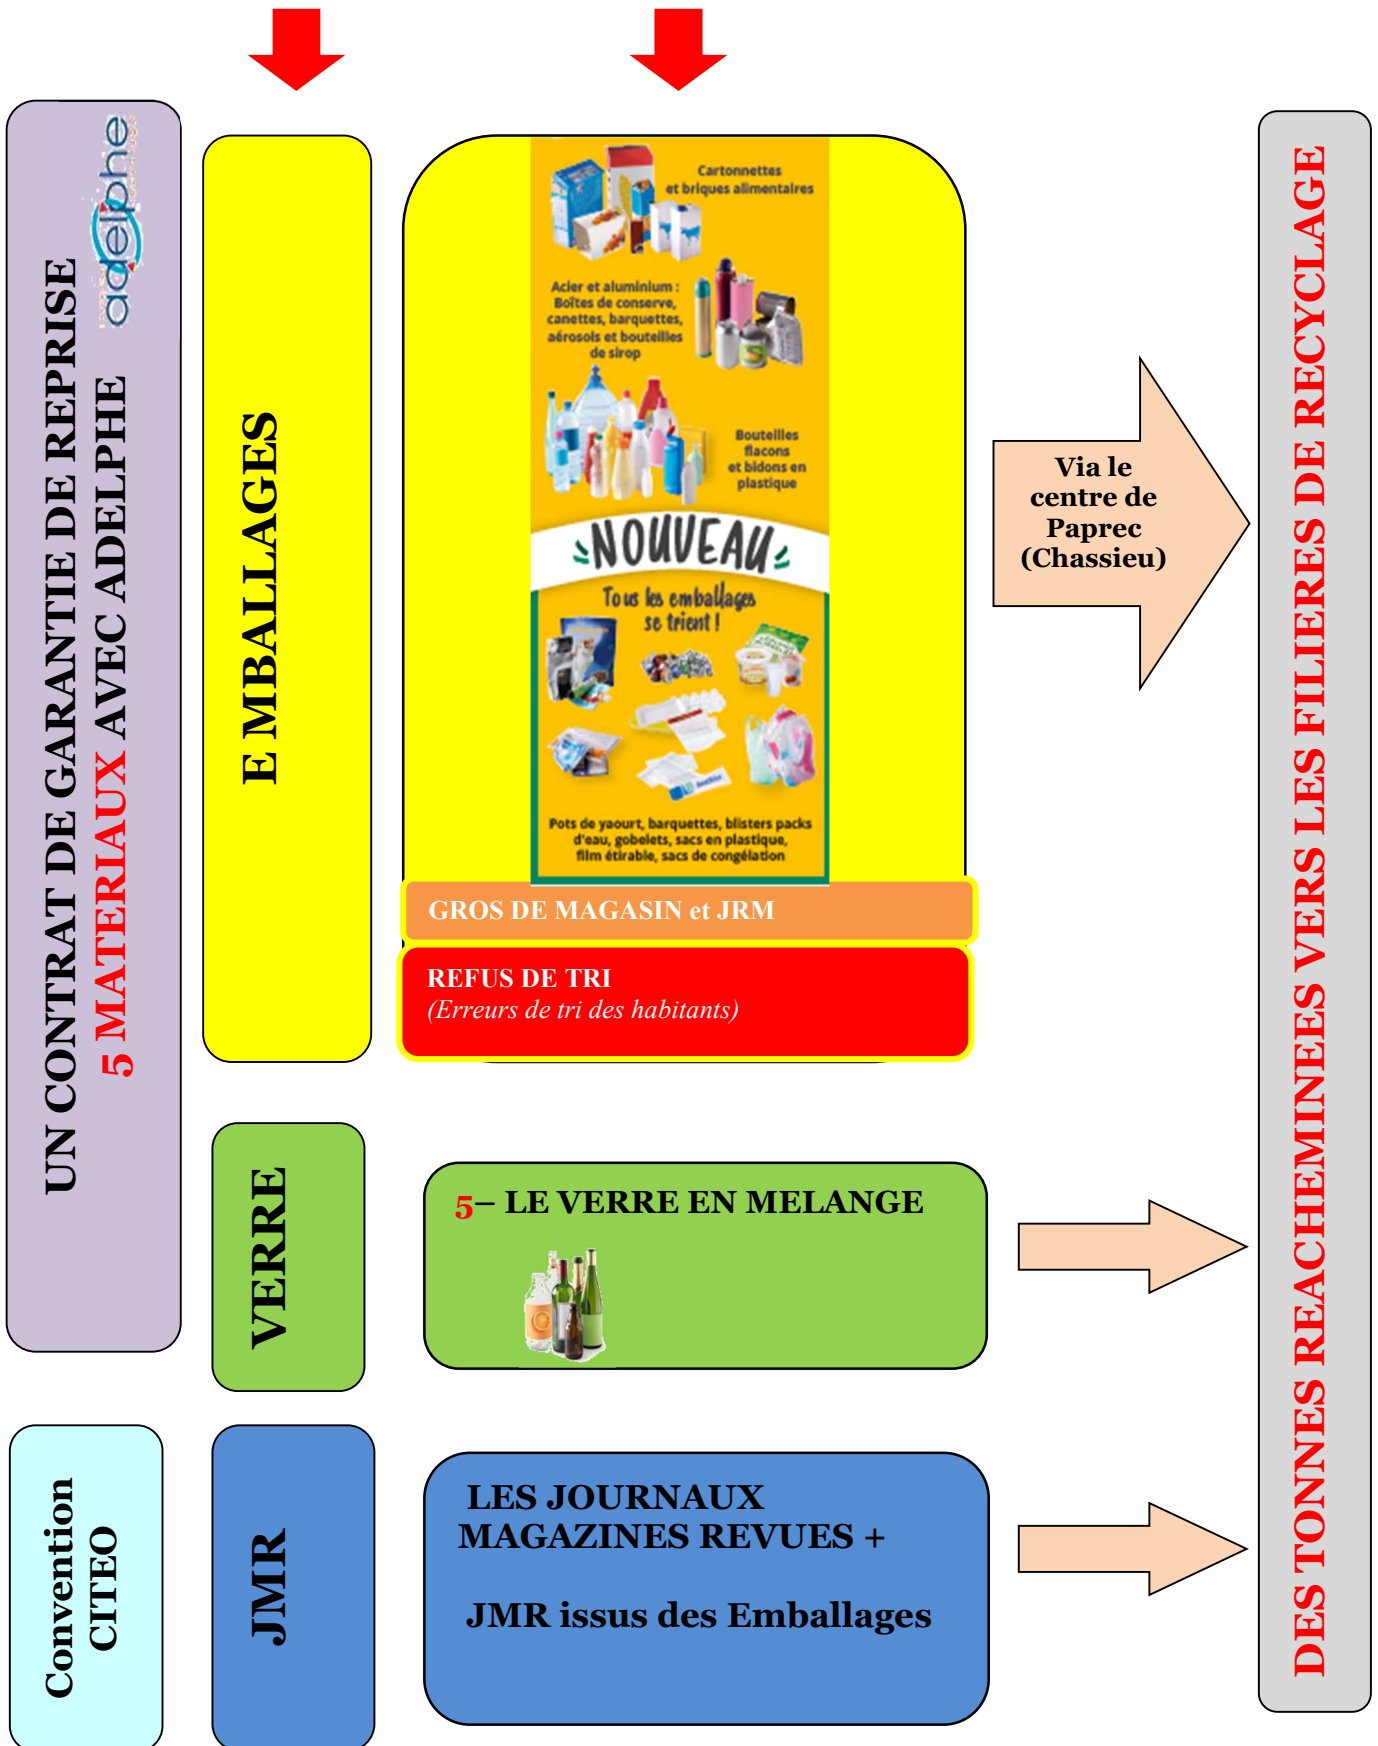 UN CONTRAT DE GARANTIE DE REPRISE
5 MATERIAUX AVEC ADELPHE
adelphe
E MBALLAGES
Cartonnettes
et briques alimentaires
Acier et aluminium :
Boîtes de conserve,
canettes, barquettes,
aérosols et bouteilles
de sirop
Bouteilles
flacons
et bidons en
plastique
NOUVEAU
Tous les emballages
se trient !
Pots de yaourt, barquettes, blisters packs
d'eau, gobelets, sacs en plastique,
film étirable, sacs de congélation
GROS DE MAGASIN et JRM
REFUS DE TRI
(Erreurs de tri des habitants)
Via le
centre de
Paprec
(Chassieu)
VERRE
5– LE VERRE EN MELANGE
Convention
CITEO
JMR
LES JOURNAUX
MAGAZINES REVUES +
JMR issus des Emballages
DES TONNES REACHEMINEES VERS LES FILIERES DE RECYCLAGE